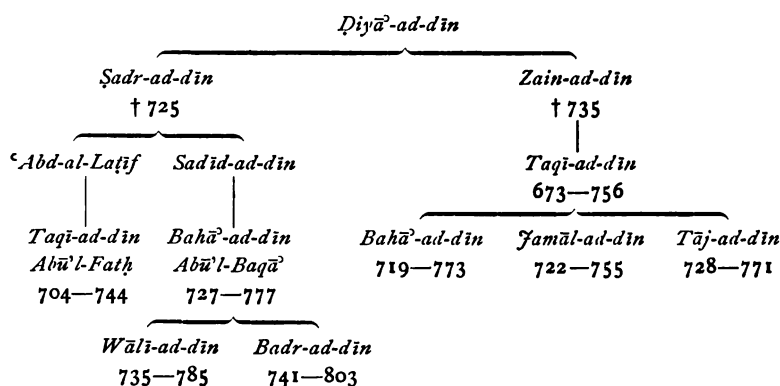 Ḍiyāʾ-ad-dīn
Ṣadr-ad-dīn Zain-ad-dīn
† 725 † 735
ʿAbd-al-Laṭīf Sadīd-ad-dīn Taqī-ad-dīn
673—756
Taqī-ad-dīn Bahāʾ-ad-dīn Bahāʾ-ad-dīn Jamāl-ad-dīn Tāj-ad-dīn
Abū'l-Fatḥ Abū'l-Baqāʾ 719—773 722—755 728—771
704—744 727—777
Wālī-ad-dīn Badr-ad-dīn
735—785 741—803